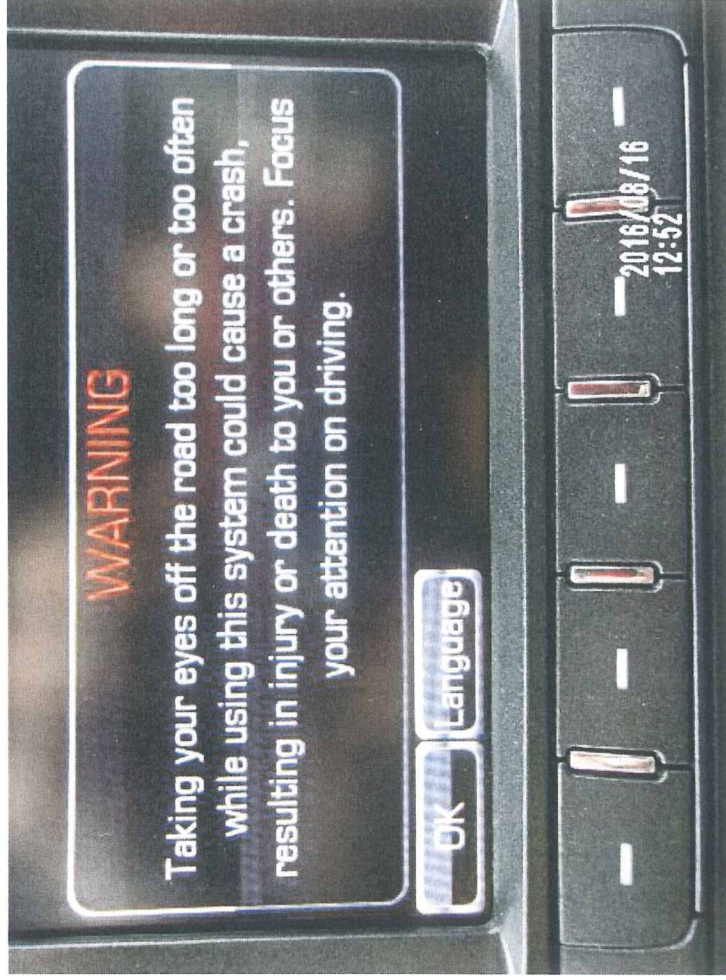 WARNING
Taking your eyes off the road too long or too often
while using this system could cause a crash,
resulting in injury or death to you or others. Focus
your attention on driving.
OK
Language
2016/08/16
12:52